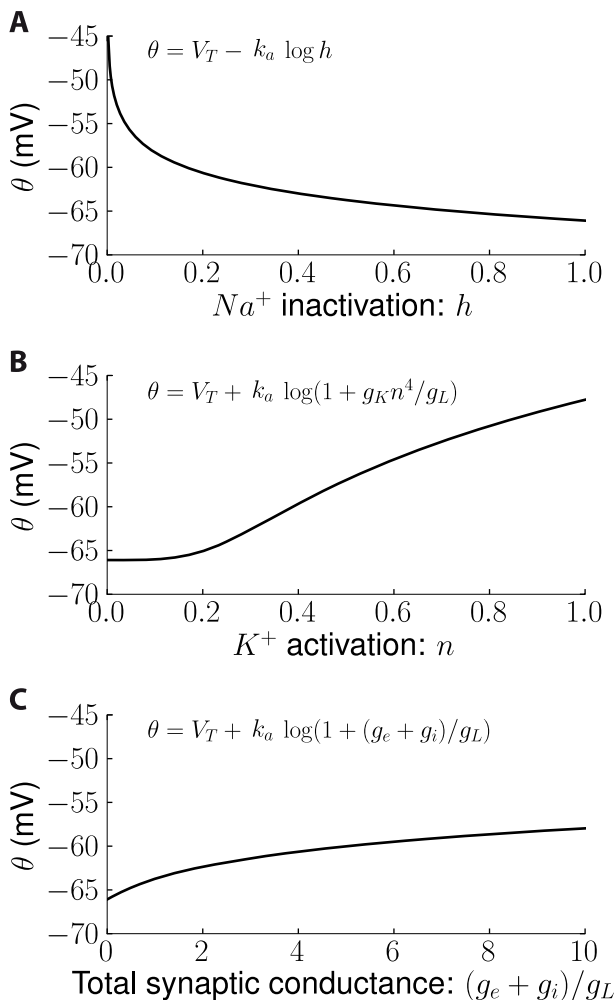 A
θ = V_T − k_a log h
−45
−50
−55
−60
−65
−70
θ (mV)
0.0 0.2 0.4 0.6 0.8 1.0
Na⁺ inactivation: h
B
θ = V_T + k_a log(1 + g_K n⁴/g_L)
−45
−50
−55
−60
−65
−70
θ (mV)
0.0 0.2 0.4 0.6 0.8 1.0
K⁺ activation: n
C
θ = V_T + k_a log(1 + (g_e + g_i)/g_L)
−45
−50
−55
−60
−65
−70
θ (mV)
0 2 4 6 8 10
Total synaptic conductance: (g_e + g_i)/g_L